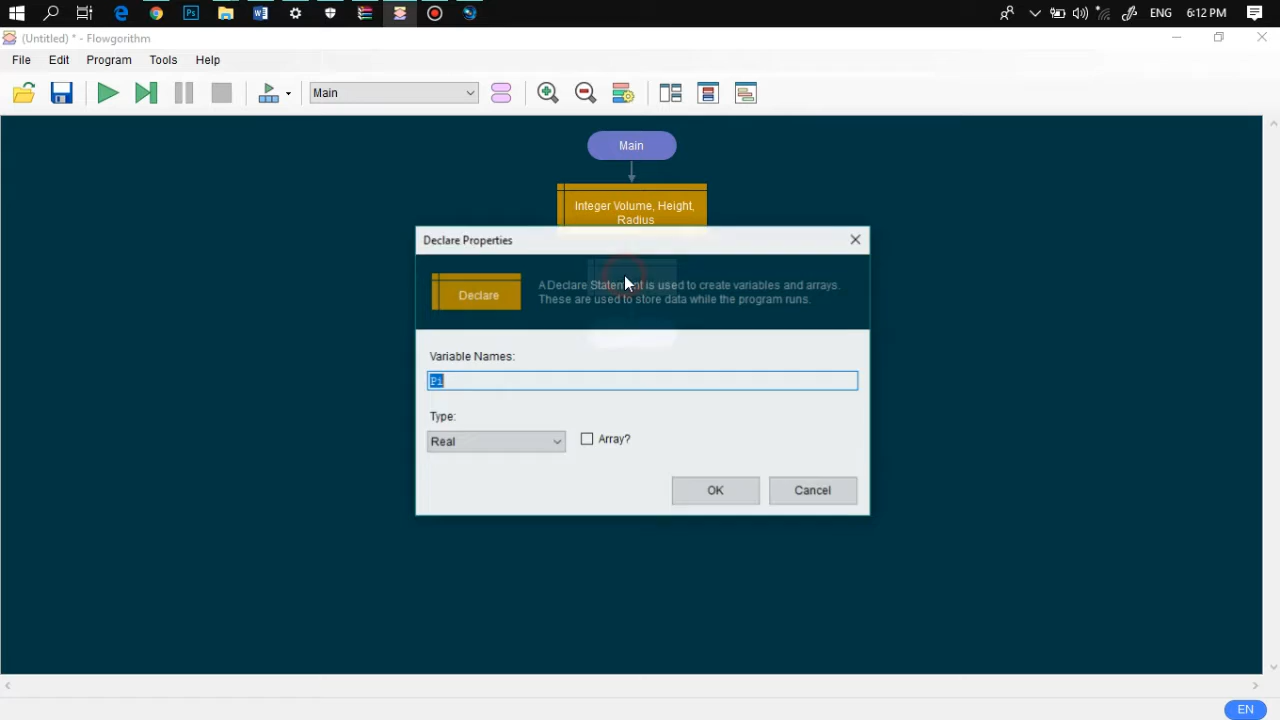 ENG 6:12 PM
(Untitled) * - Flowgorithm
File Edit Program Tools Help
Main
Main
Integer Volume, Height,
Radius
Declare Properties
Declare
A Declare Statement is used to create variables and arrays.
These are used to store data while the program runs.
Variable Names:
Pi
Type:
Real
Array?
OK Cancel
EN